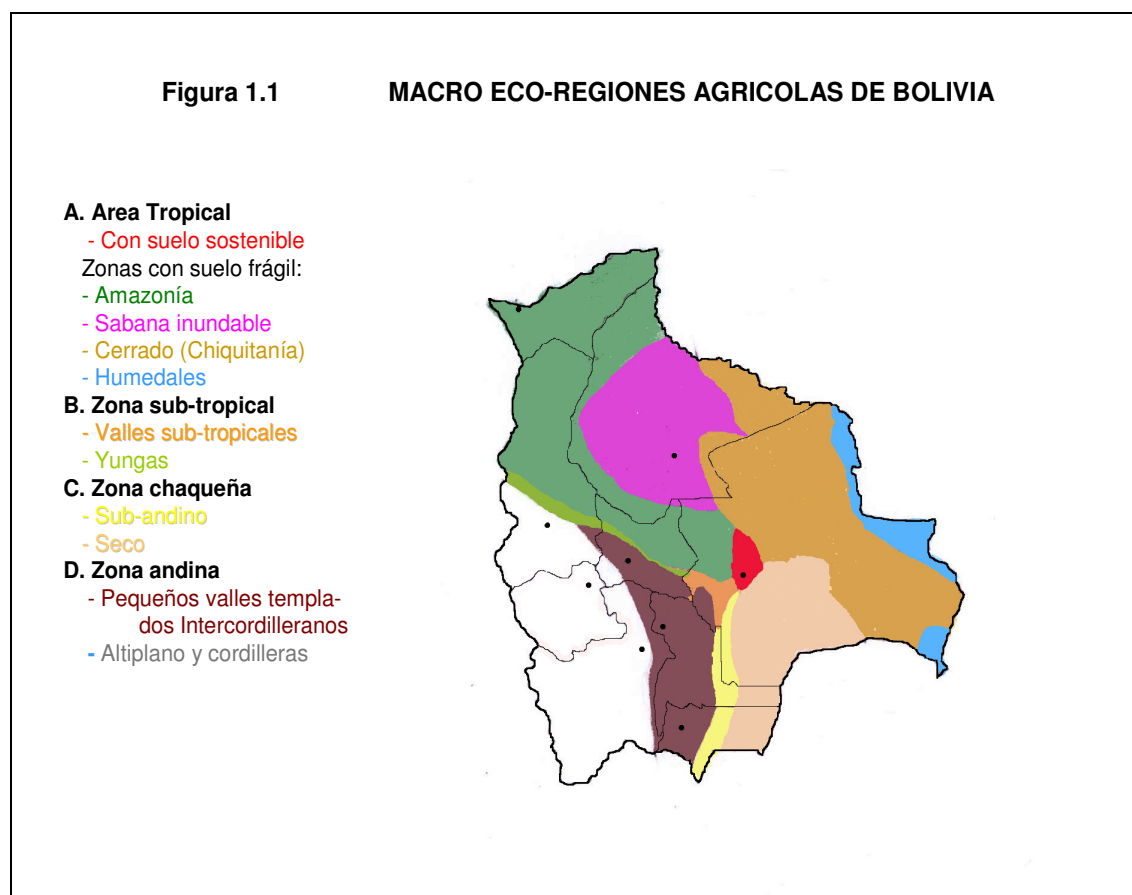 Figura 1.1 MACRO ECO-REGIONES AGRICOLAS DE BOLIVIA
A. Area Tropical
- Con suelo sostenible
Zonas con suelo frágil:
- Amazonía
- Sabana inundable
- Cerrado (Chiquitanía)
- Humedales
B. Zona sub-tropical
- Valles sub-tropicales
- Yungas
C. Zona chaqueña
- Sub-andino
- Seco
D. Zona andina
- Pequeños valles templa-
dos Intercordilleranos
- Altiplano y cordilleras